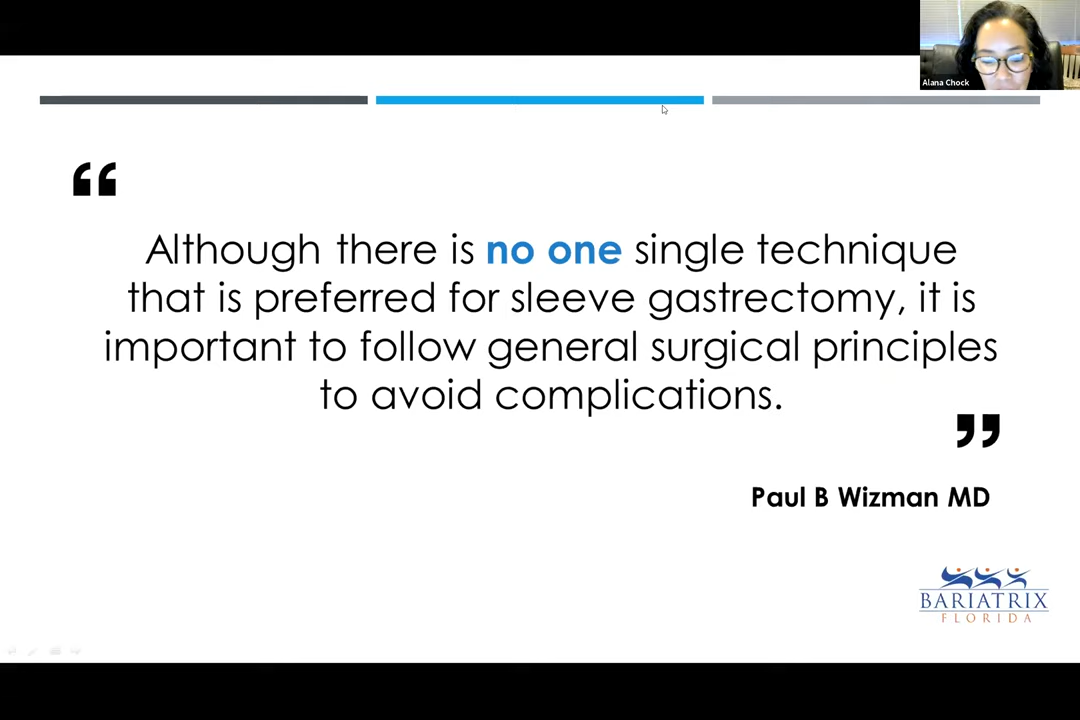 Alana Chock
“
Although there is no one single technique
that is preferred for sleeve gastrectomy, it is
important to follow general surgical principles
to avoid complications.
”
Paul B Wizman MD
BARIATRIX
FLORIDA